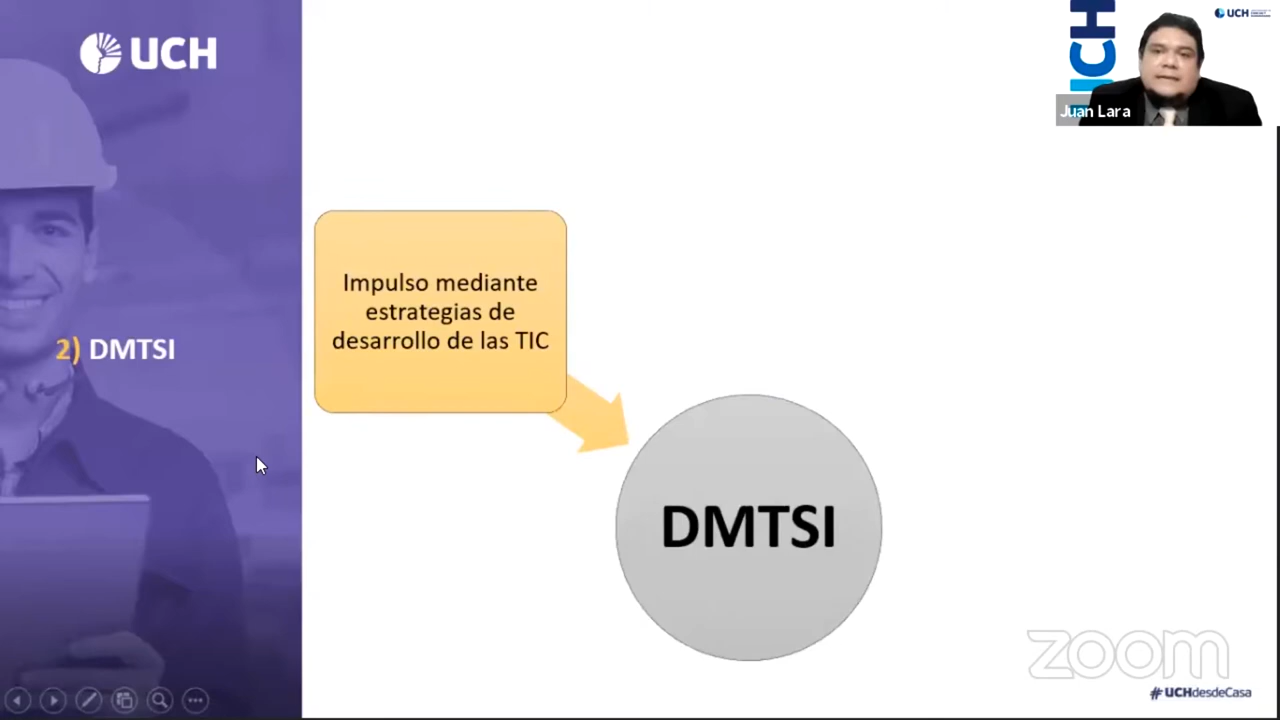 UCH
UCH
UCH
Juan Lara
Impulso mediante
estrategias de
desarrollo de las TIC
2) DMTSI
DMTSI
zoom
#UCHdesdeCasa